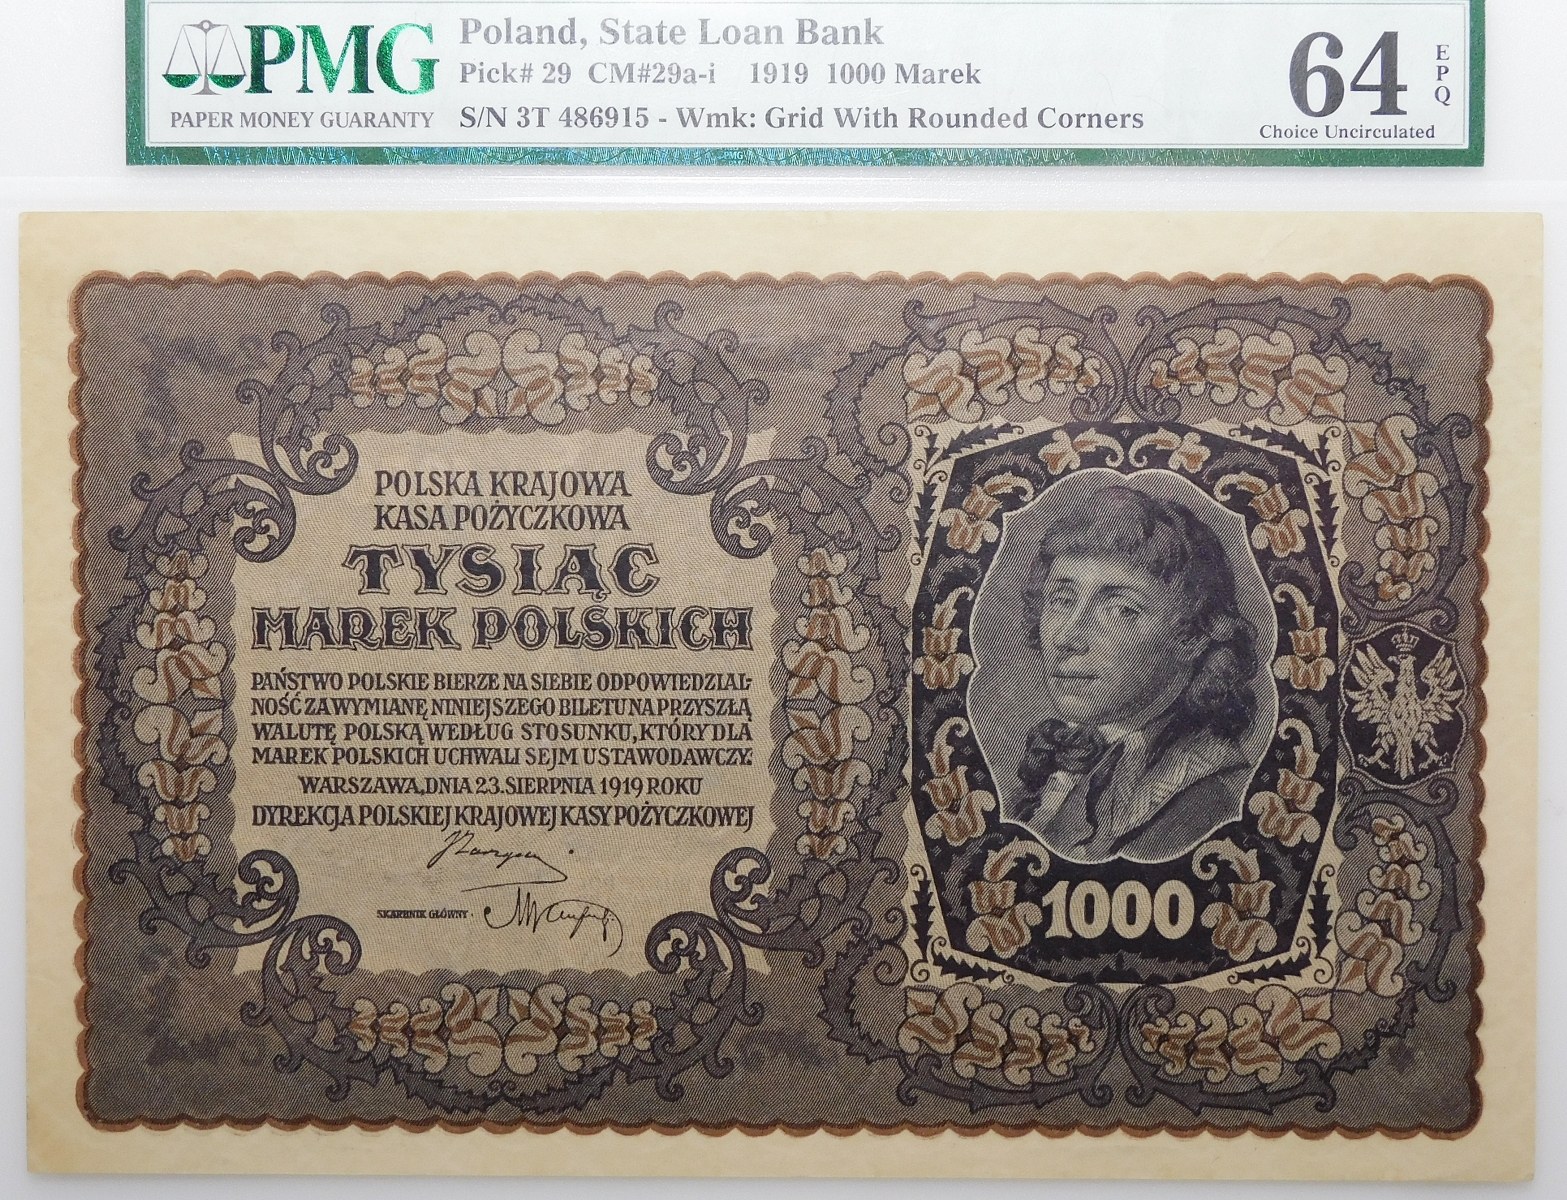 PMG
PAPER MONEY GUARANTY
Poland, State Loan Bank
Pick# 29 CM#29a-i 1919 1000 Marek
S/N 3T 486915 - Wmk: Grid With Rounded Corners
64
EPQ
Choice Uncirculated
PMG
POLSKA KRAJOWA
KASA POŻYCZKOWA
TYSIĄC
MAREK POLSKICH
PAŃSTWO POLSKIE BIERZE NA SIEBIE ODPOWIEDZIAL-
NOŚĆ ZA WYMIANĘ NINIEJSZEGO BILETU NA PRZYSZŁĄ
WALUTĘ POLSKĄ WEDŁUG STOSUNKU, KTÓRY DLA
MAREK POLSKICH UCHWALI SEJM USTAWODAWCZY.
WARSZAWA, DNIA 23. SIERPNIA 1919 ROKU
DYREKCJA POLSKIEJ KRAJOWEJ KASY POŻYCZKOWEJ
SKARBNIK GŁÓWNY.
1000